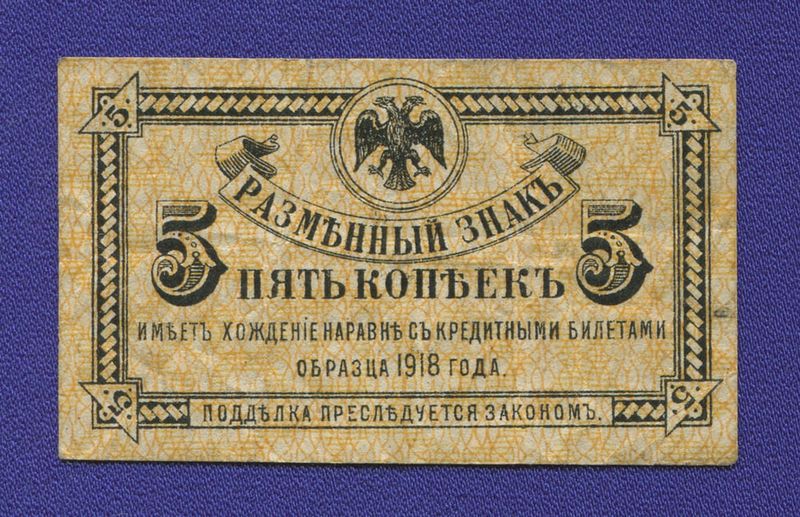 5 5
РАЗМѢННЫЙ ЗНАКЪ
5 5
ПЯТЬ КОПѢЕКЪ
ИМѢЕТЪ ХОЖДЕНІЕ НАРАВНѢ СЪ КРЕДИТНЫМИ БИЛЕТАМИ
ОБРАЗЦА 1918 ГОДА.
5 5
ПОДДѢЛКА ПРЕСЛѢДУЕТСЯ ЗАКОНОМЪ.